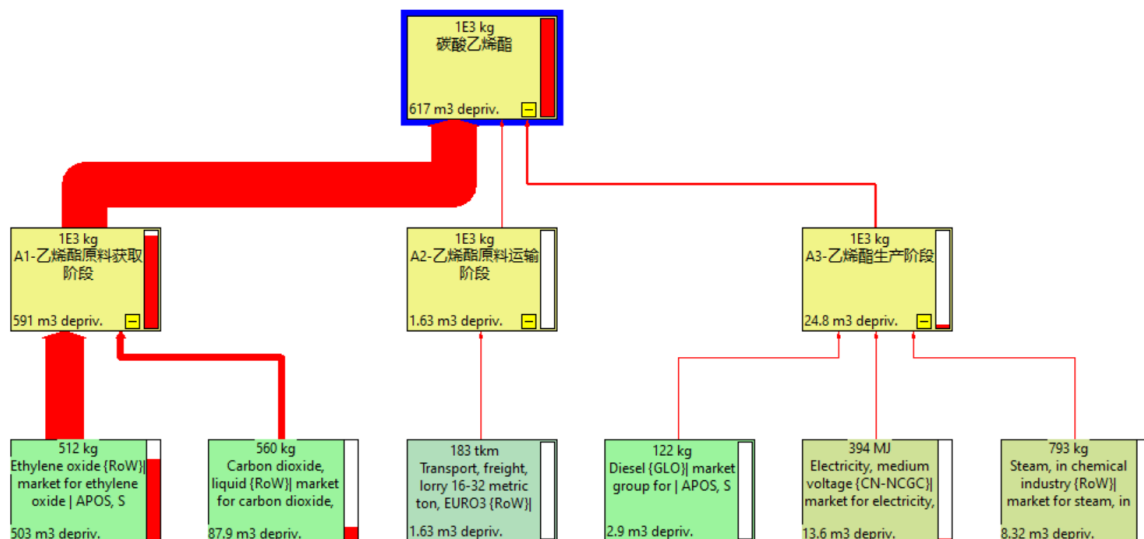 1E3 kg
碳酸乙烯酯
617 m3 depriv.
1E3 kg
A1-乙烯酯原料获取
阶段
591 m3 depriv.
1E3 kg
A2-乙烯酯原料运输
阶段
1.63 m3 depriv.
1E3 kg
A3-乙烯酯生产阶段
24.8 m3 depriv.
512 kg
Ethylene oxide {RoW}|
market for ethylene
oxide | APOS, S
503 m3 depriv.
560 kg
Carbon dioxide,
liquid {RoW}| market
for carbon dioxide,
87.9 m3 depriv.
183 tkm
Transport, freight,
lorry 16-32 metric
ton, EURO3 {RoW}|
1.63 m3 depriv.
122 kg
Diesel {GLO}| market
group for | APOS, S
2.9 m3 depriv.
394 MJ
Electricity, medium
voltage {CN-NCGC}|
market for electricity,
13.6 m3 depriv.
793 kg
Steam, in chemical
industry {RoW}|
market for steam, in
8.32 m3 depriv.